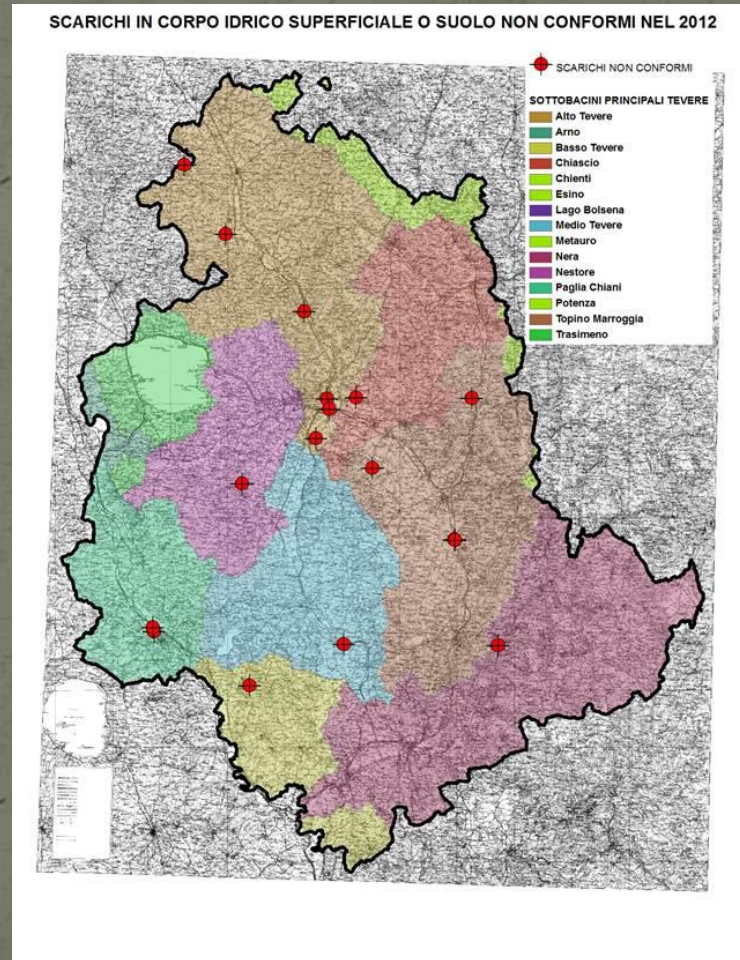 SCARICHI IN CORPO IDRICO SUPERFICIALE O SUOLO NON CONFORMI NEL 2012
SCARICHI NON CONFORMI
SOTTOBACINI PRINCIPALI TEVERE
Alto Tevere
Arno
Basso Tevere
Chiascio
Chienti
Esino
Lago Bolsena
Medio Tevere
Metauro
Nera
Nestore
Paglia Chiani
Potenza
Topino Marroggia
Trasimeno